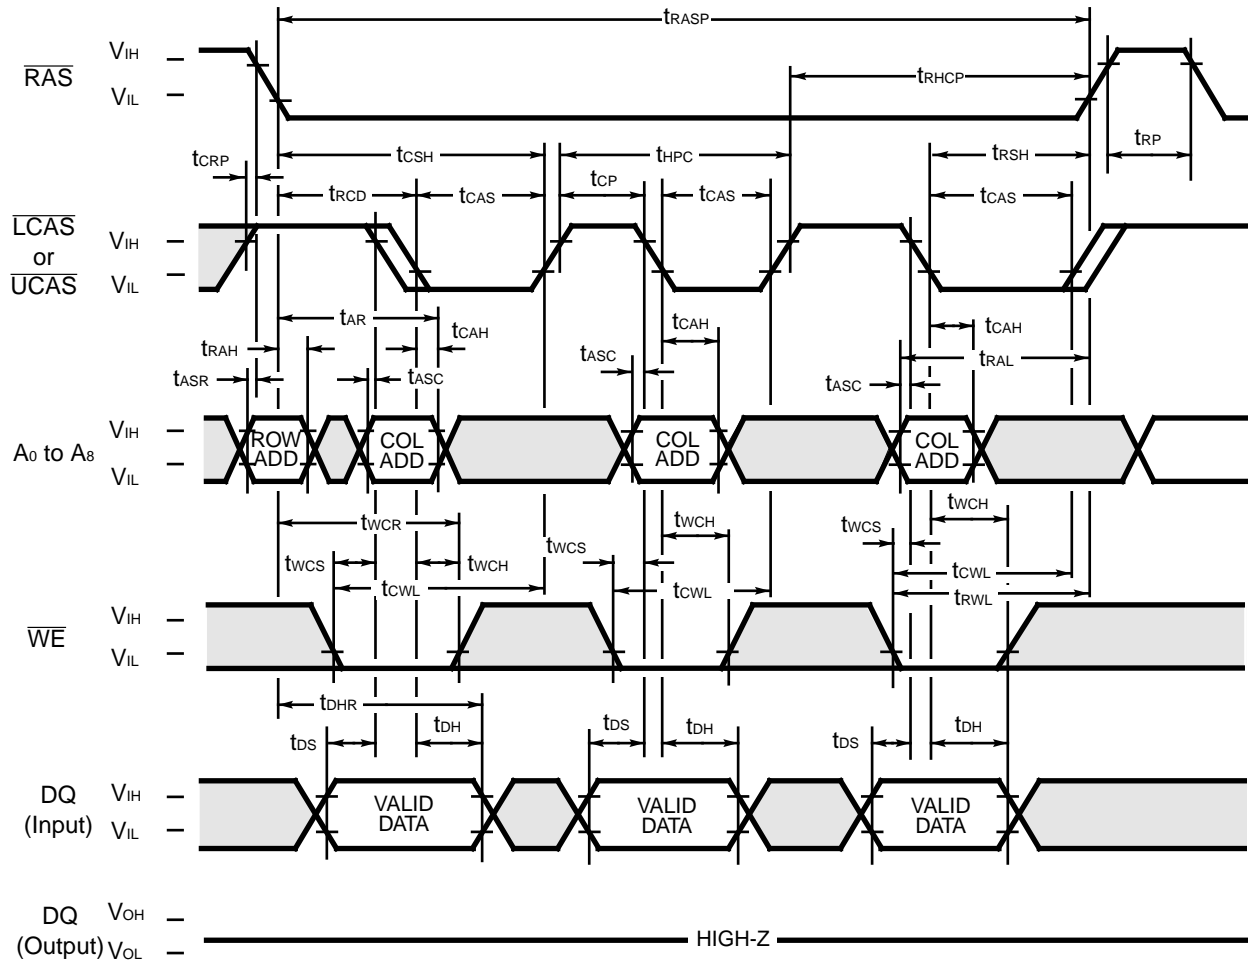 tRASP
VIH
RAS
VIL
tRHCP
tCRP
tCSH
tHPC
tRSH
tRP
tRCD
tCAS
tCP
tCAS
tCAS
LCAS
or
UCAS
VIH
VIL
tAR
tCAH
tCAH
tCAH
tRAH
tASC
tRAL
tASR
tASC
tASC
A0 to A8
VIH
VIL
ROW
ADD
COL
ADD
COL
ADD
COL
ADD
tWCR
tWCH
tWCH
tWCS
tWCS
tWCH
tWCS
tCWL
tCWL
tCWL
tRWL
WE
VIH
VIL
tDHR
tDS
tDH
tDS
tDH
tDS
tDH
DQ
(Input)
VIH
VIL
VALID
DATA
VALID
DATA
VALID
DATA
DQ
(Output)
VOH
VOL
HIGH-Z